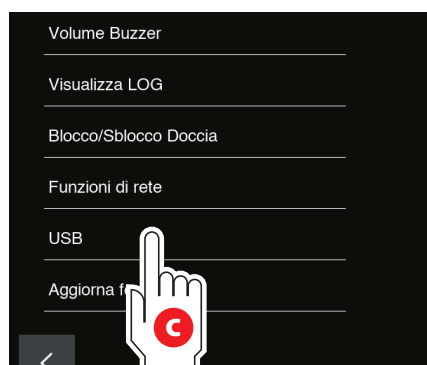 Volume Buzzer
Visualizza LOG
Blocco/Sblocco Doccia
Funzioni di rete
USB
Aggiorna
C